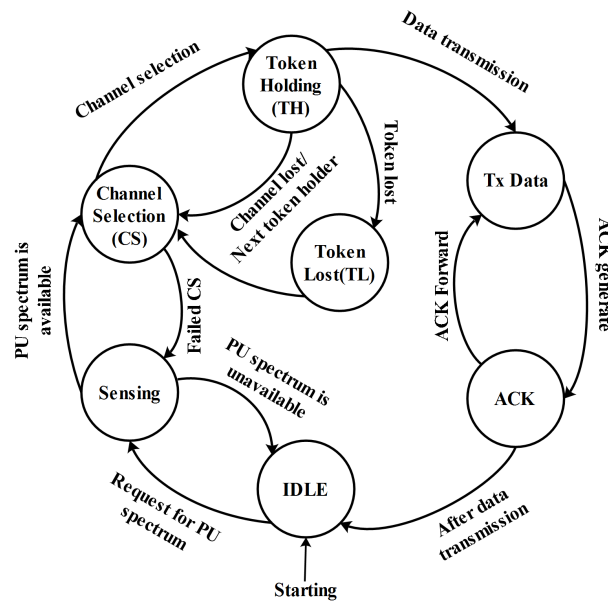 Token
Holding
(TH)
Data transmission
Channel selection
Channel
Selection
(CS)
Channel lost/
Next token holder
Token lost
Tx Data
Token
Lost(TL)
ACK Forward
ACK generate
PU spectrum is
available
Failed CS
Sensing
PU spectrum is
unavailable
ACK
IDLE
Request for PU
spectrum
After data
transmission
Starting